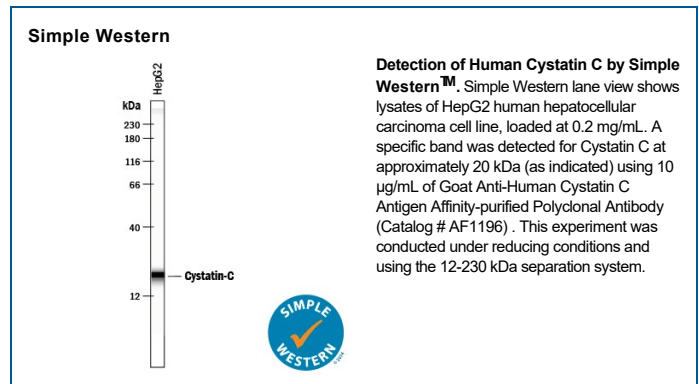 Simple Western
HepG2
kDa
230
180
116
66
40
Cystatin-C
12
SIMPLE
WESTERN
Detection of Human Cystatin C by Simple
Western™. Simple Western lane view shows
lysates of HepG2 human hepatocellular
carcinoma cell line, loaded at 0.2 mg/mL. A
specific band was detected for Cystatin C at
approximately 20 kDa (as indicated) using 10
µg/mL of Goat Anti-Human Cystatin C
Antigen Affinity-purified Polyclonal Antibody
(Catalog # AF1196) . This experiment was
conducted under reducing conditions and
using the 12-230 kDa separation system.